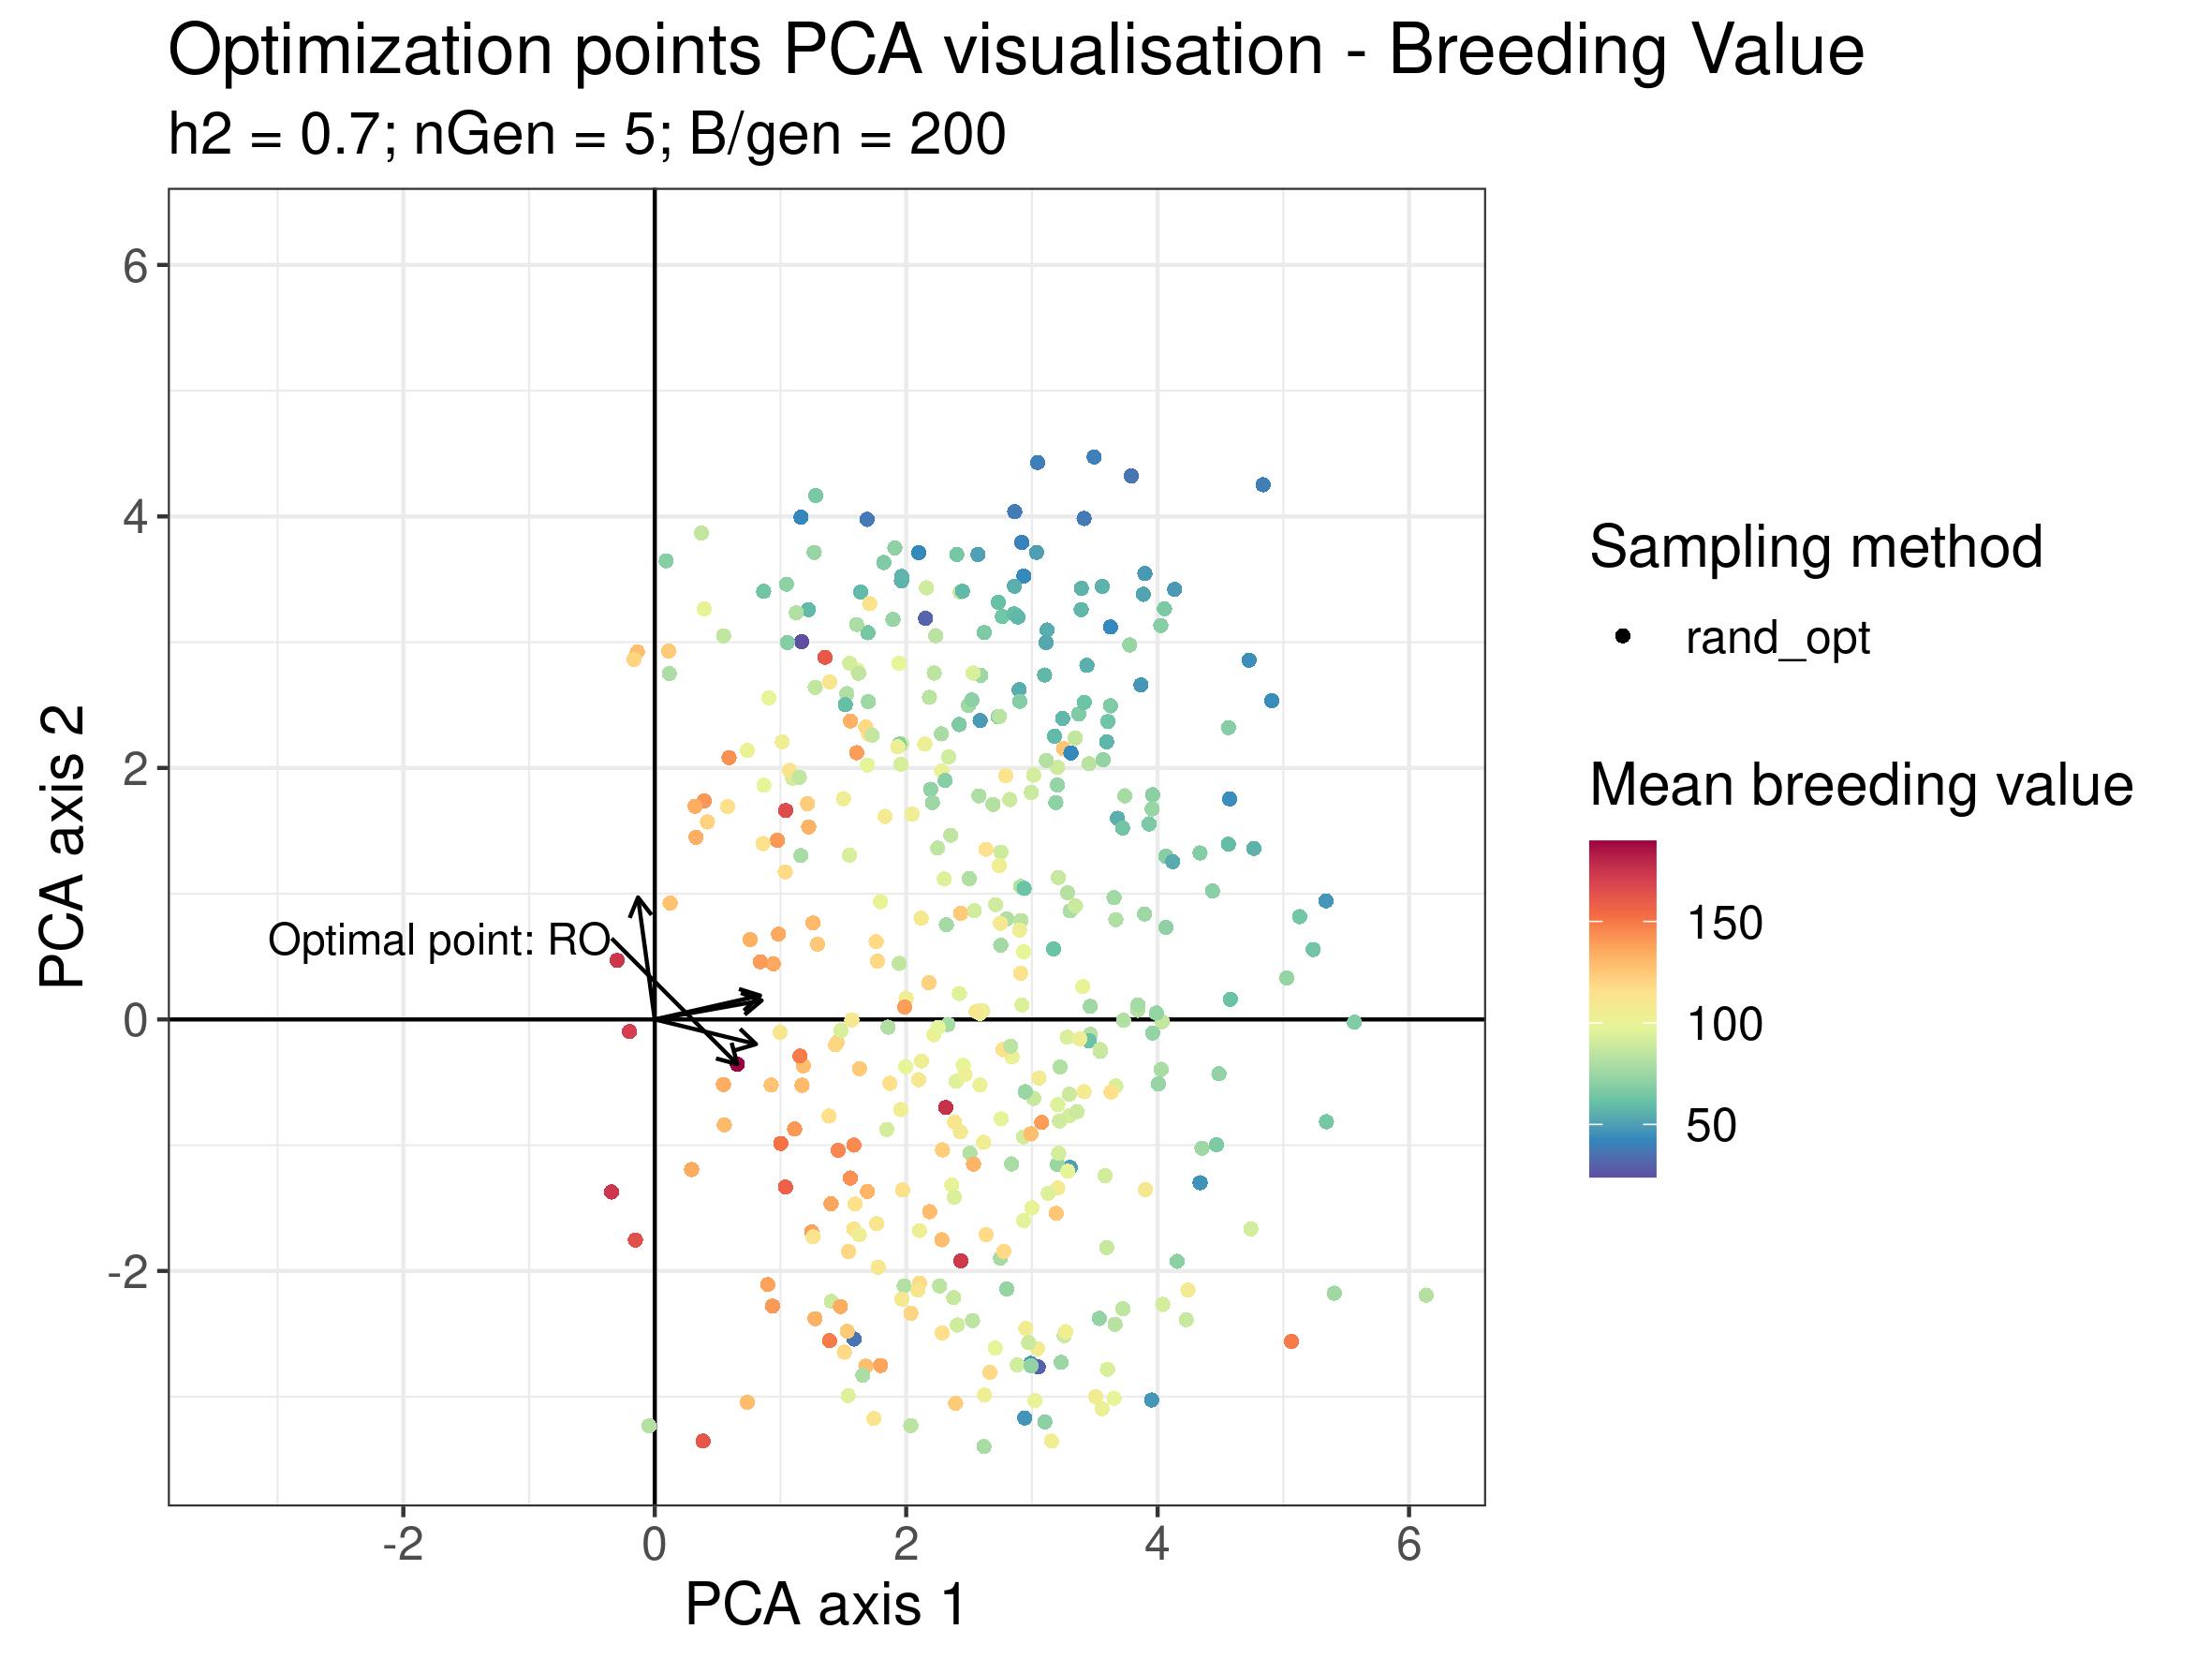 Optimization points PCA visualisation - Breeding Value
h2 = 0.7; nGen = 5; B/gen = 200
PCA axis 2
6
4
2
0
-2
Optimal point: RO
-2
0
2
4
6
PCA axis 1
Sampling method
rand_opt
Mean breeding value
150
100
50